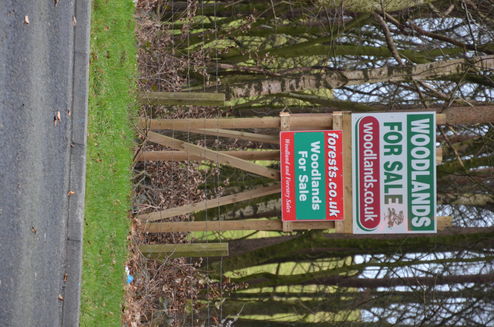 WOODLANDS
FOR SALE
woodlands.co.uk
forests.co.uk
Woodlands
For Sale
Woodland and Forestry Sales